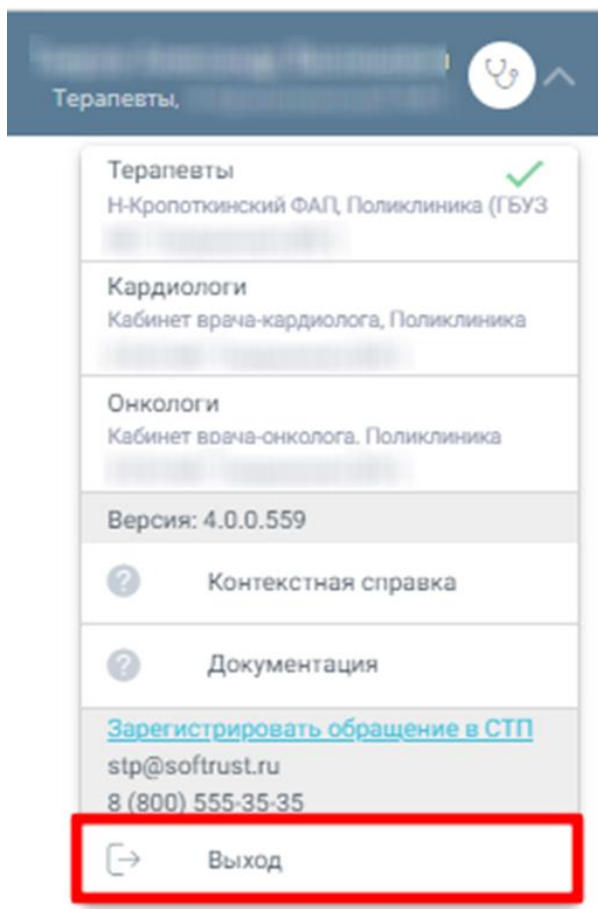 Терапевты,
Терапевты
Н-Кропоткинский ФАП, Поликлиника (ГБУЗ
Кардиологи
Кабинет врача-кардиолога, Поликлиника
Онкологи
Кабинет врача-онколога. Поликлиника
Версия: 4.0.0.559
Контекстная справка
Документация
Зарегистрировать обращение в СТП
stp@softrust.ru
8 (800) 555-35-35
Выход